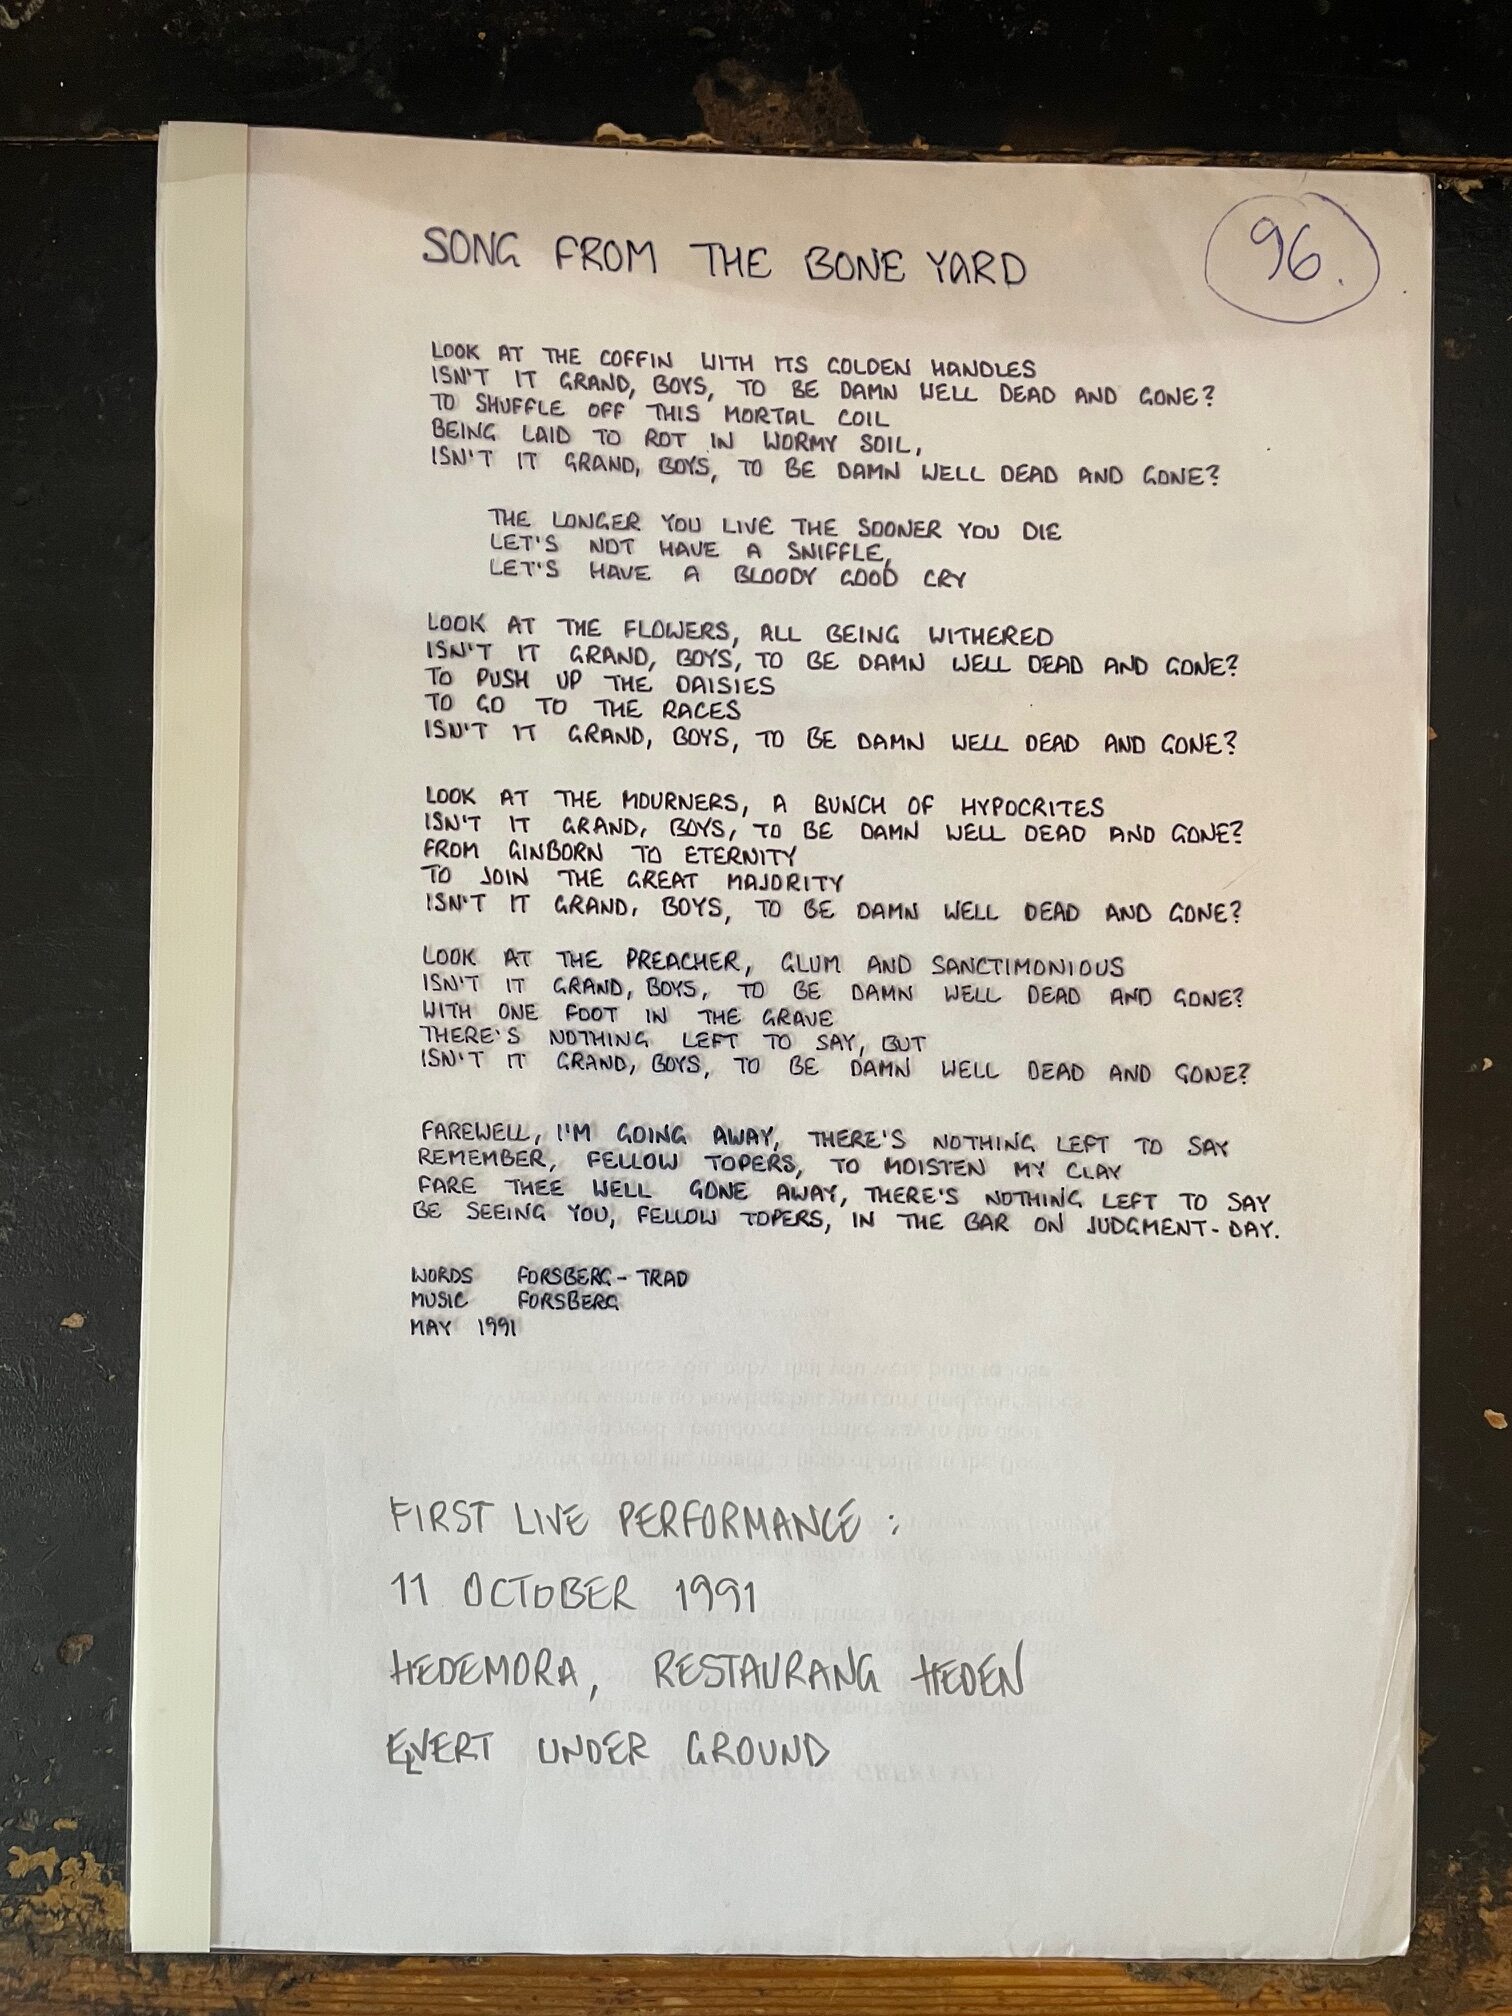 SONG FROM THE BONE YARD
96.
LOOK AT THE COFFIN WITH ITS GOLDEN HANDLES
ISN'T IT GRAND, BOYS, TO BE DAMN WELL DEAD AND GONE?
TO SHUFFLE OFF THIS MORTAL COIL
BEING LAID TO ROT IN WORMY SOIL,
ISN'T IT GRAND, BOYS, TO BE DAMN WELL DEAD AND GONE?
THE LONGER YOU LIVE THE SOONER YOU DIE
LET'S NOT HAVE A SNIFFLE,
LET'S HAVE A BLOODY GOOD CRY
LOOK AT THE FLOWERS, ALL BEING WITHERED
ISN'T IT GRAND, BOYS, TO BE DAMN WELL DEAD AND GONE?
TO PUSH UP THE DAISIES
TO GO TO THE RACES
ISN'T IT GRAND, BOYS, TO BE DAMN WELL DEAD AND GONE?
LOOK AT THE MOURNERS, A BUNCH OF HYPOCRITES
ISN'T IT GRAND, BOYS, TO BE DAMN WELL DEAD AND GONE?
FROM GINBORN TO ETERNITY
TO JOIN THE GREAT MAJORITY
ISN'T IT GRAND, BOYS, TO BE DAMN WELL DEAD AND GONE?
LOOK AT THE PREACHER, GLUM AND SANCTIMONIOUS
ISN'T IT GRAND, BOYS, TO BE DAMN WELL DEAD AND GONE?
WITH ONE FOOT IN THE GRAVE
THERE'S NOTHING LEFT TO SAY, BUT
ISN'T IT GRAND, BOYS, TO BE DAMN WELL DEAD AND GONE?
FAREWELL, I'M GOING AWAY, THERE'S NOTHING LEFT TO SAY
REMEMBER, FELLOW TOPERS, TO MOISTEN MY CLAY
FARE THEE WELL GONE AWAY, THERE'S NOTHING LEFT TO SAY
BE SEEING YOU, FELLOW TOPERS, IN THE BAR ON JUDGMENT-DAY.
WORDS FORSBERG-TRAD
MUSIC FORSBERG
MAY 1991
FIRST LIVE PERFORMANCE:
11 OCTOBER 1991
HEDEMORA, RESTAURANG HEDEN
EVERT UNDER GROUND